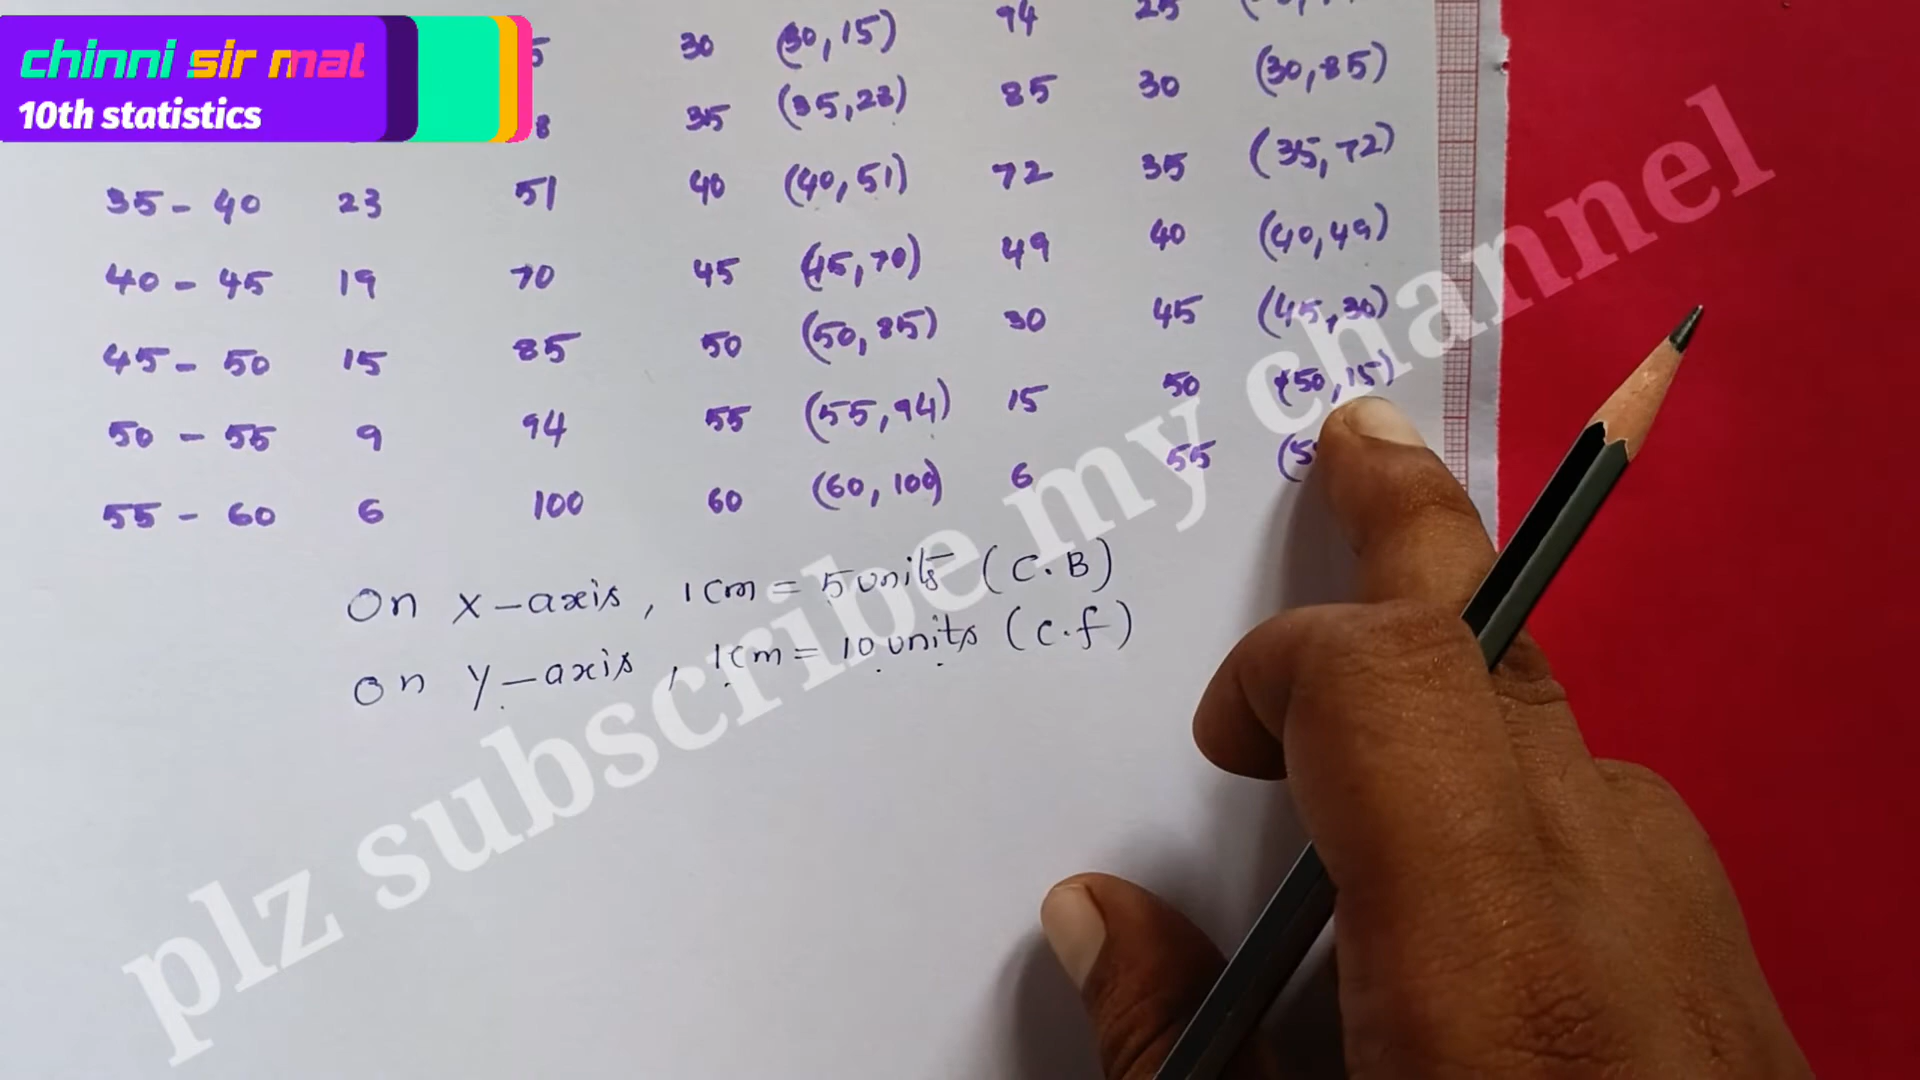 chinni sir mat
10th statistics
5 30 (30,15) 94 25
8 35 (35,28) 85 30 (30,85)
35 - 40 23 51 40 (40,51) 72 35 (35,72)
40 - 45 19 70 45 (45,70) 49 40 (40,49)
45 - 50 15 85 50 (50,85) 30 45 (45,30)
50 - 55 9 94 55 (55,94) 15 50 (50,15)
55 - 60 6 100 60 (60,100) 6 55
On x-axis, 1cm = 5 units (C.B)
On y-axis, 1cm = 10 units (c.f)
plz subscribe my channel